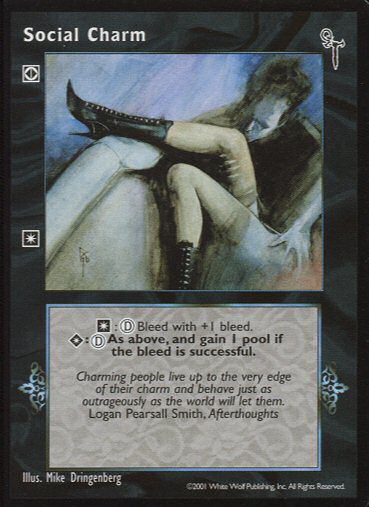 Social Charm
: Ⓓ Bleed with +1 bleed.
: Ⓓ As above, and gain 1 pool if
the bleed is successful.
Charming people live up to the very edge
of their charm and behave just as
outrageously as the world will let them.
Logan Pearsall Smith, Afterthoughts
Illus. Mike Dringenberg
©2001 White Wolf Publishing, Inc. All Rights Reserved.